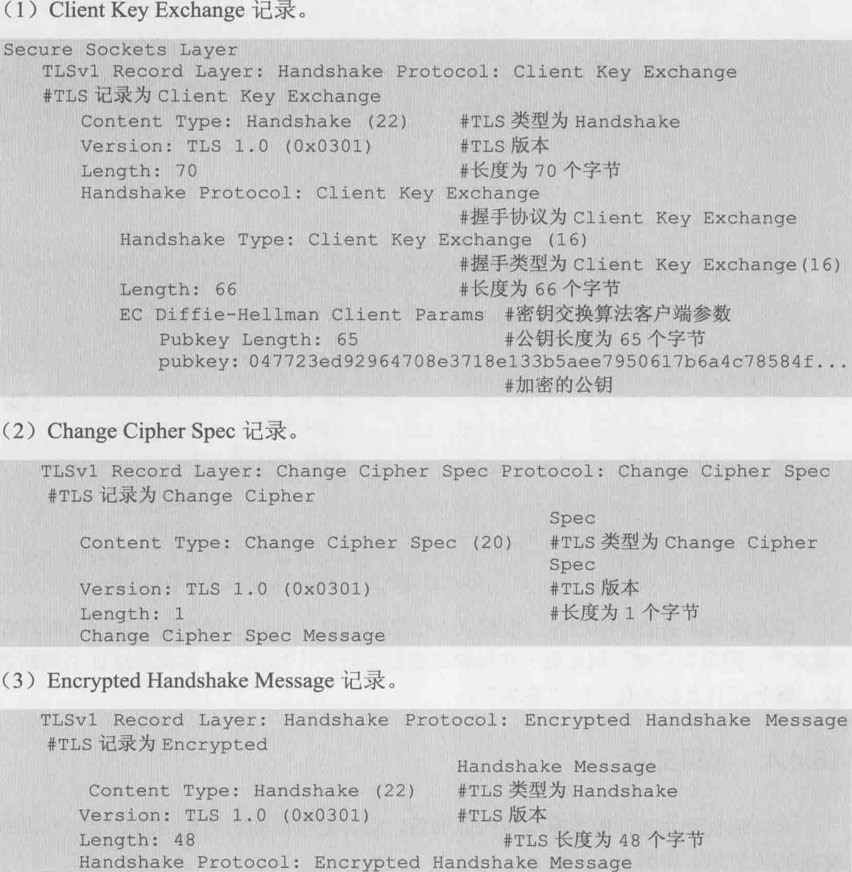 （1）Client Key Exchange 记录。
Secure Sockets Layer
TLSv1 Record Layer: Handshake Protocol: Client Key Exchange
#TLS 记录为 Client Key Exchange
Content Type: Handshake (22) #TLS 类型为 Handshake
Version: TLS 1.0 (0x0301) #TLS 版本
Length: 70 #长度为 70 个字节
Handshake Protocol: Client Key Exchange
#握手协议为 Client Key Exchange
Handshake Type: Client Key Exchange (16)
#握手类型为 Client Key Exchange(16)
Length: 66 #长度为 66 个字节
EC Diffie-Hellman Client Params #密钥交换算法客户端参数
Pubkey Length: 65 #公钥长度为 65 个字节
pubkey: 047723ed92964708e3718e133b5aee7950617b6a4c78584f...
#加密的公钥
（2）Change Cipher Spec 记录。
TLSv1 Record Layer: Change Cipher Spec Protocol: Change Cipher Spec
#TLS 记录为 Change Cipher
Spec
Content Type: Change Cipher Spec (20) #TLS 类型为 Change Cipher
Spec
Version: TLS 1.0 (0x0301) #TLS 版本
Length: 1 #长度为 1 个字节
Change Cipher Spec Message
（3）Encrypted Handshake Message 记录。
TLSv1 Record Layer: Handshake Protocol: Encrypted Handshake Message
#TLS 记录为 Encrypted
Handshake Message
Content Type: Handshake (22) #TLS 类型为 Handshake
Version: TLS 1.0 (0x0301) #TLS 版本
Length: 48 #TLS 长度为 48 个字节
Handshake Protocol: Encrypted Handshake Message